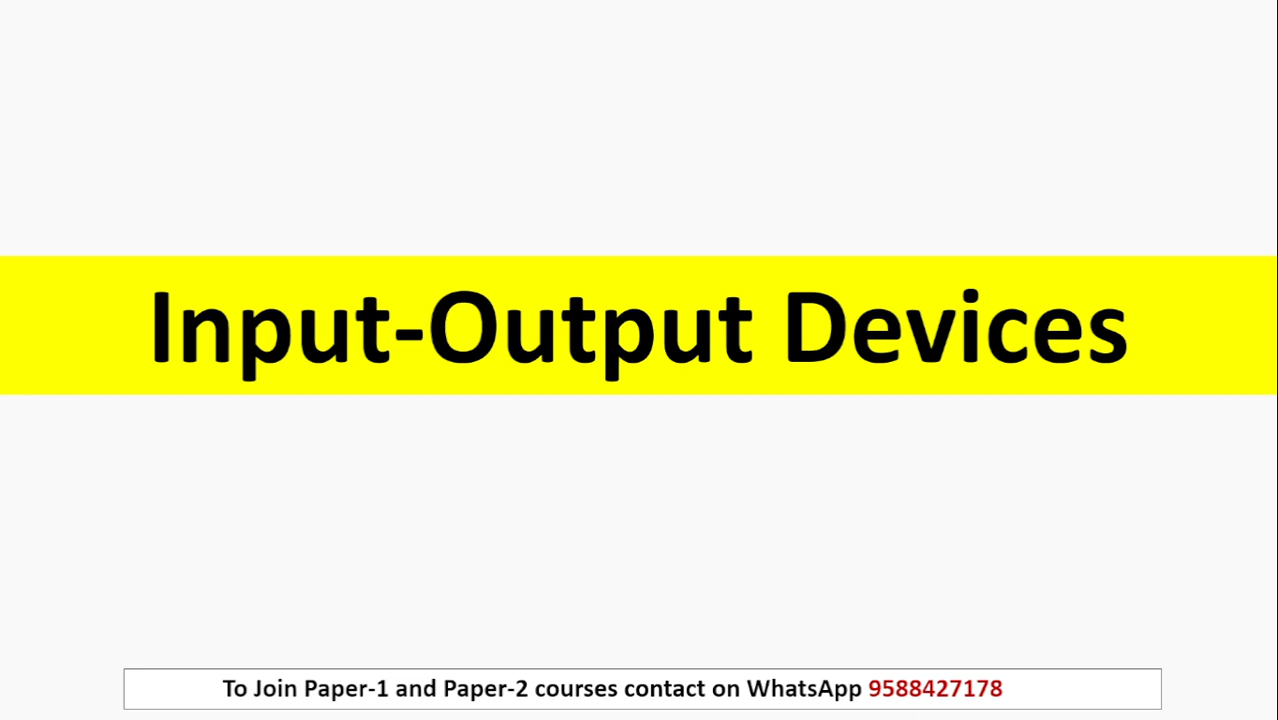 Input-Output Devices
To Join Paper-1 and Paper-2 courses contact on WhatsApp 9588427178